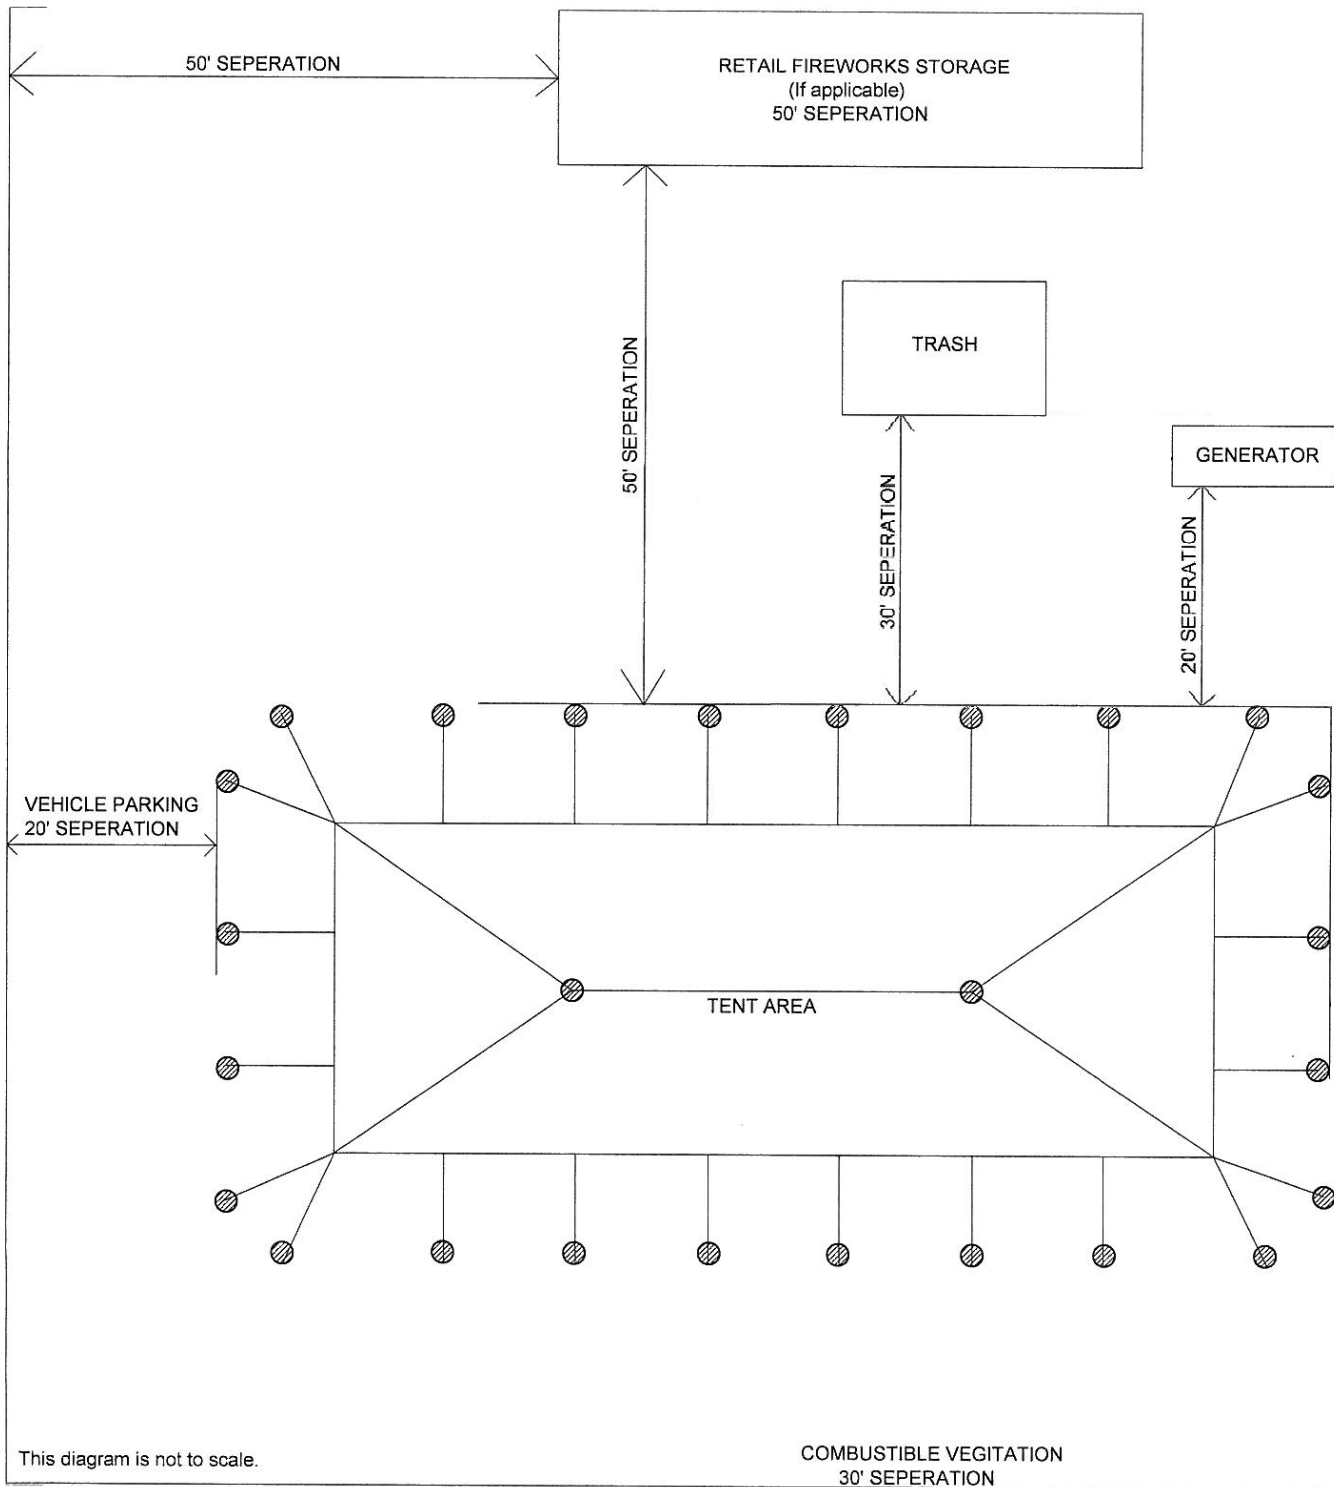 50' SEPERATION
RETAIL FIREWORKS STORAGE
(If applicable)
50' SEPERATION
TRASH
GENERATOR
50' SEPERATION
30' SEPERATION
20' SEPERATION
VEHICLE PARKING
20' SEPERATION
TENT AREA
This diagram is not to scale.
COMBUSTIBLE VEGITATION
30' SEPERATION